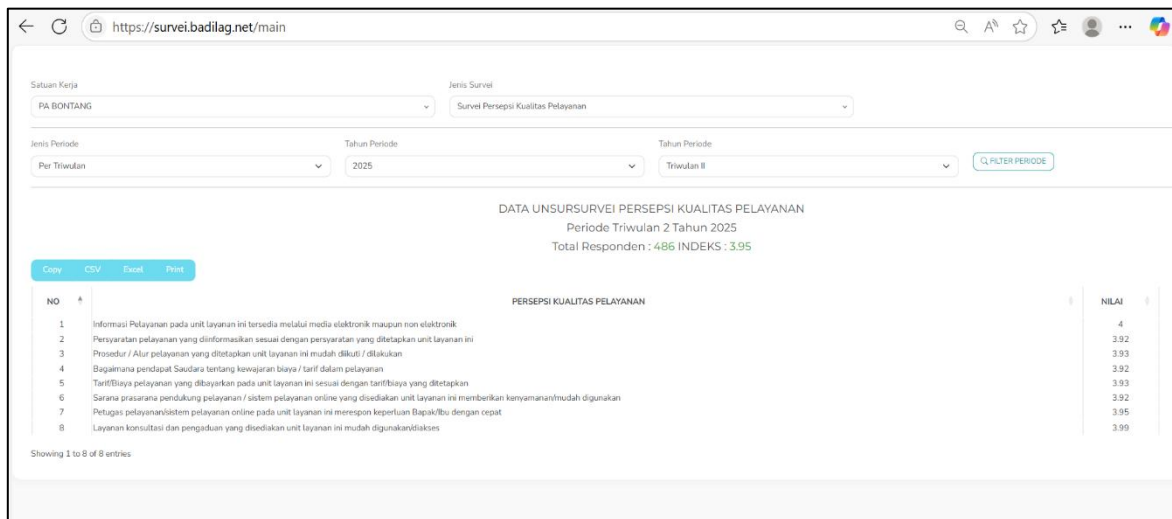 https://survei.badilag.net/main
Satuan Kerja
Jenis Survei
PA BONTANG
Survei Persepsi Kualitas Pelayanan
Jenis Periode
Tahun Periode
Tahun Periode
Per Triwulan
2025
Triwulan II
FILTER PERIODE
DATA UNSURSURVEI PERSEPSI KUALITAS PELAYANAN
Periode Triwulan 2 Tahun 2025
Total Responden : 486 INDEKS : 3.95
Copy CSV Excel Print
NO PERSEPSI KUALITAS PELAYANAN NILAI
1 Informasi Pelayanan pada unit layanan ini tersedia melalui media elektronik maupun non elektronik 4
2 Persyaratan pelayanan yang diinformasikan sesuai dengan persyaratan yang ditetapkan unit layanan ini 3.92
3 Prosedur / Alur pelayanan yang ditetapkan unit layanan ini mudah diikuti / dilakukan 3.93
4 Bagaimana pendapat Saudara tentang kewajaran biaya / tarif dalam pelayanan 3.92
5 Tarif/Biaya pelayanan yang dibayarkan pada unit layanan ini sesuai dengan tarif/biaya yang ditetapkan 3.93
6 Sarana prasarana pendukung pelayanan / sistem pelayanan online yang disediakan unit layanan ini memberikan kenyamanan/mudah digunakan 3.92
7 Petugas pelayanan/sistem pelayanan online pada unit layanan ini merespon keperluan Bapak/Ibu dengan cepat 3.95
8 Layanan konsultasi dan pengaduan yang disediakan unit layanan ini mudah digunakan/diakses 3.99
Showing 1 to 8 of 8 entries